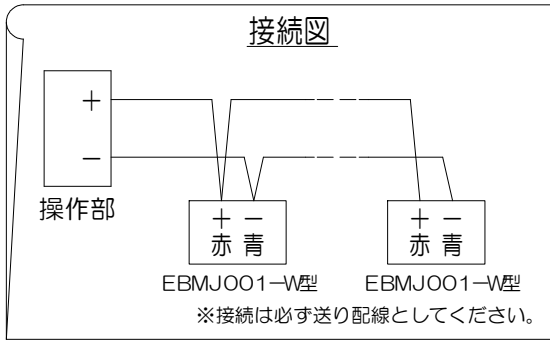 接続図
＋
－
操作部
＋ －
赤 青
＋ －
赤 青
EBMJ001－W型
EBMJ001－W型
※接続は必ず送り配線としてください。